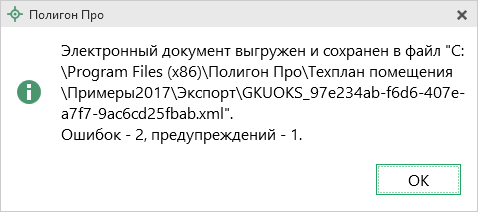 Полигон Про
Электронный документ выгружен и сохранен в файл "C:
\Program Files (x86)\Полигон Про\Техплан помещения
\Примеры2017\Экспорт\GKUOKS_97e234ab-f6d6-407e-
a7f7-9ac6cd25fbab.xml".
Ошибок - 2, предупреждений - 1.
OK